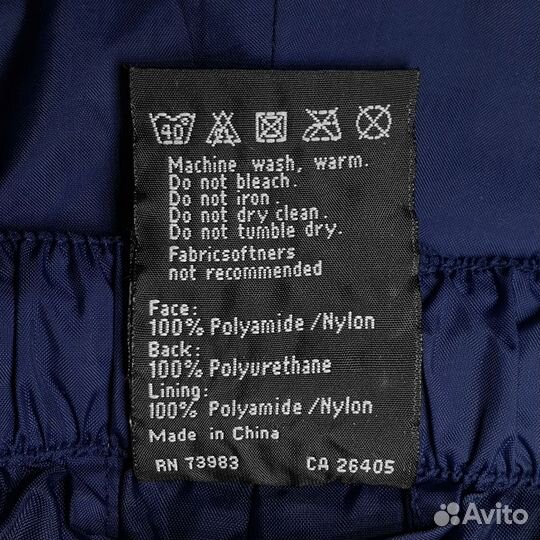 40
Machine wash, warm.
Do not bleach.
Do not iron.
Do not dry clean.
Do not tumble dry.
Fabricsoftners
not recommended
Face:
100% Polyamide/Nylon
Back:
100% Polyurethane
Lining:
100% Polyamide/Nylon
Made in China
RN 73983 CA 26405
Avito